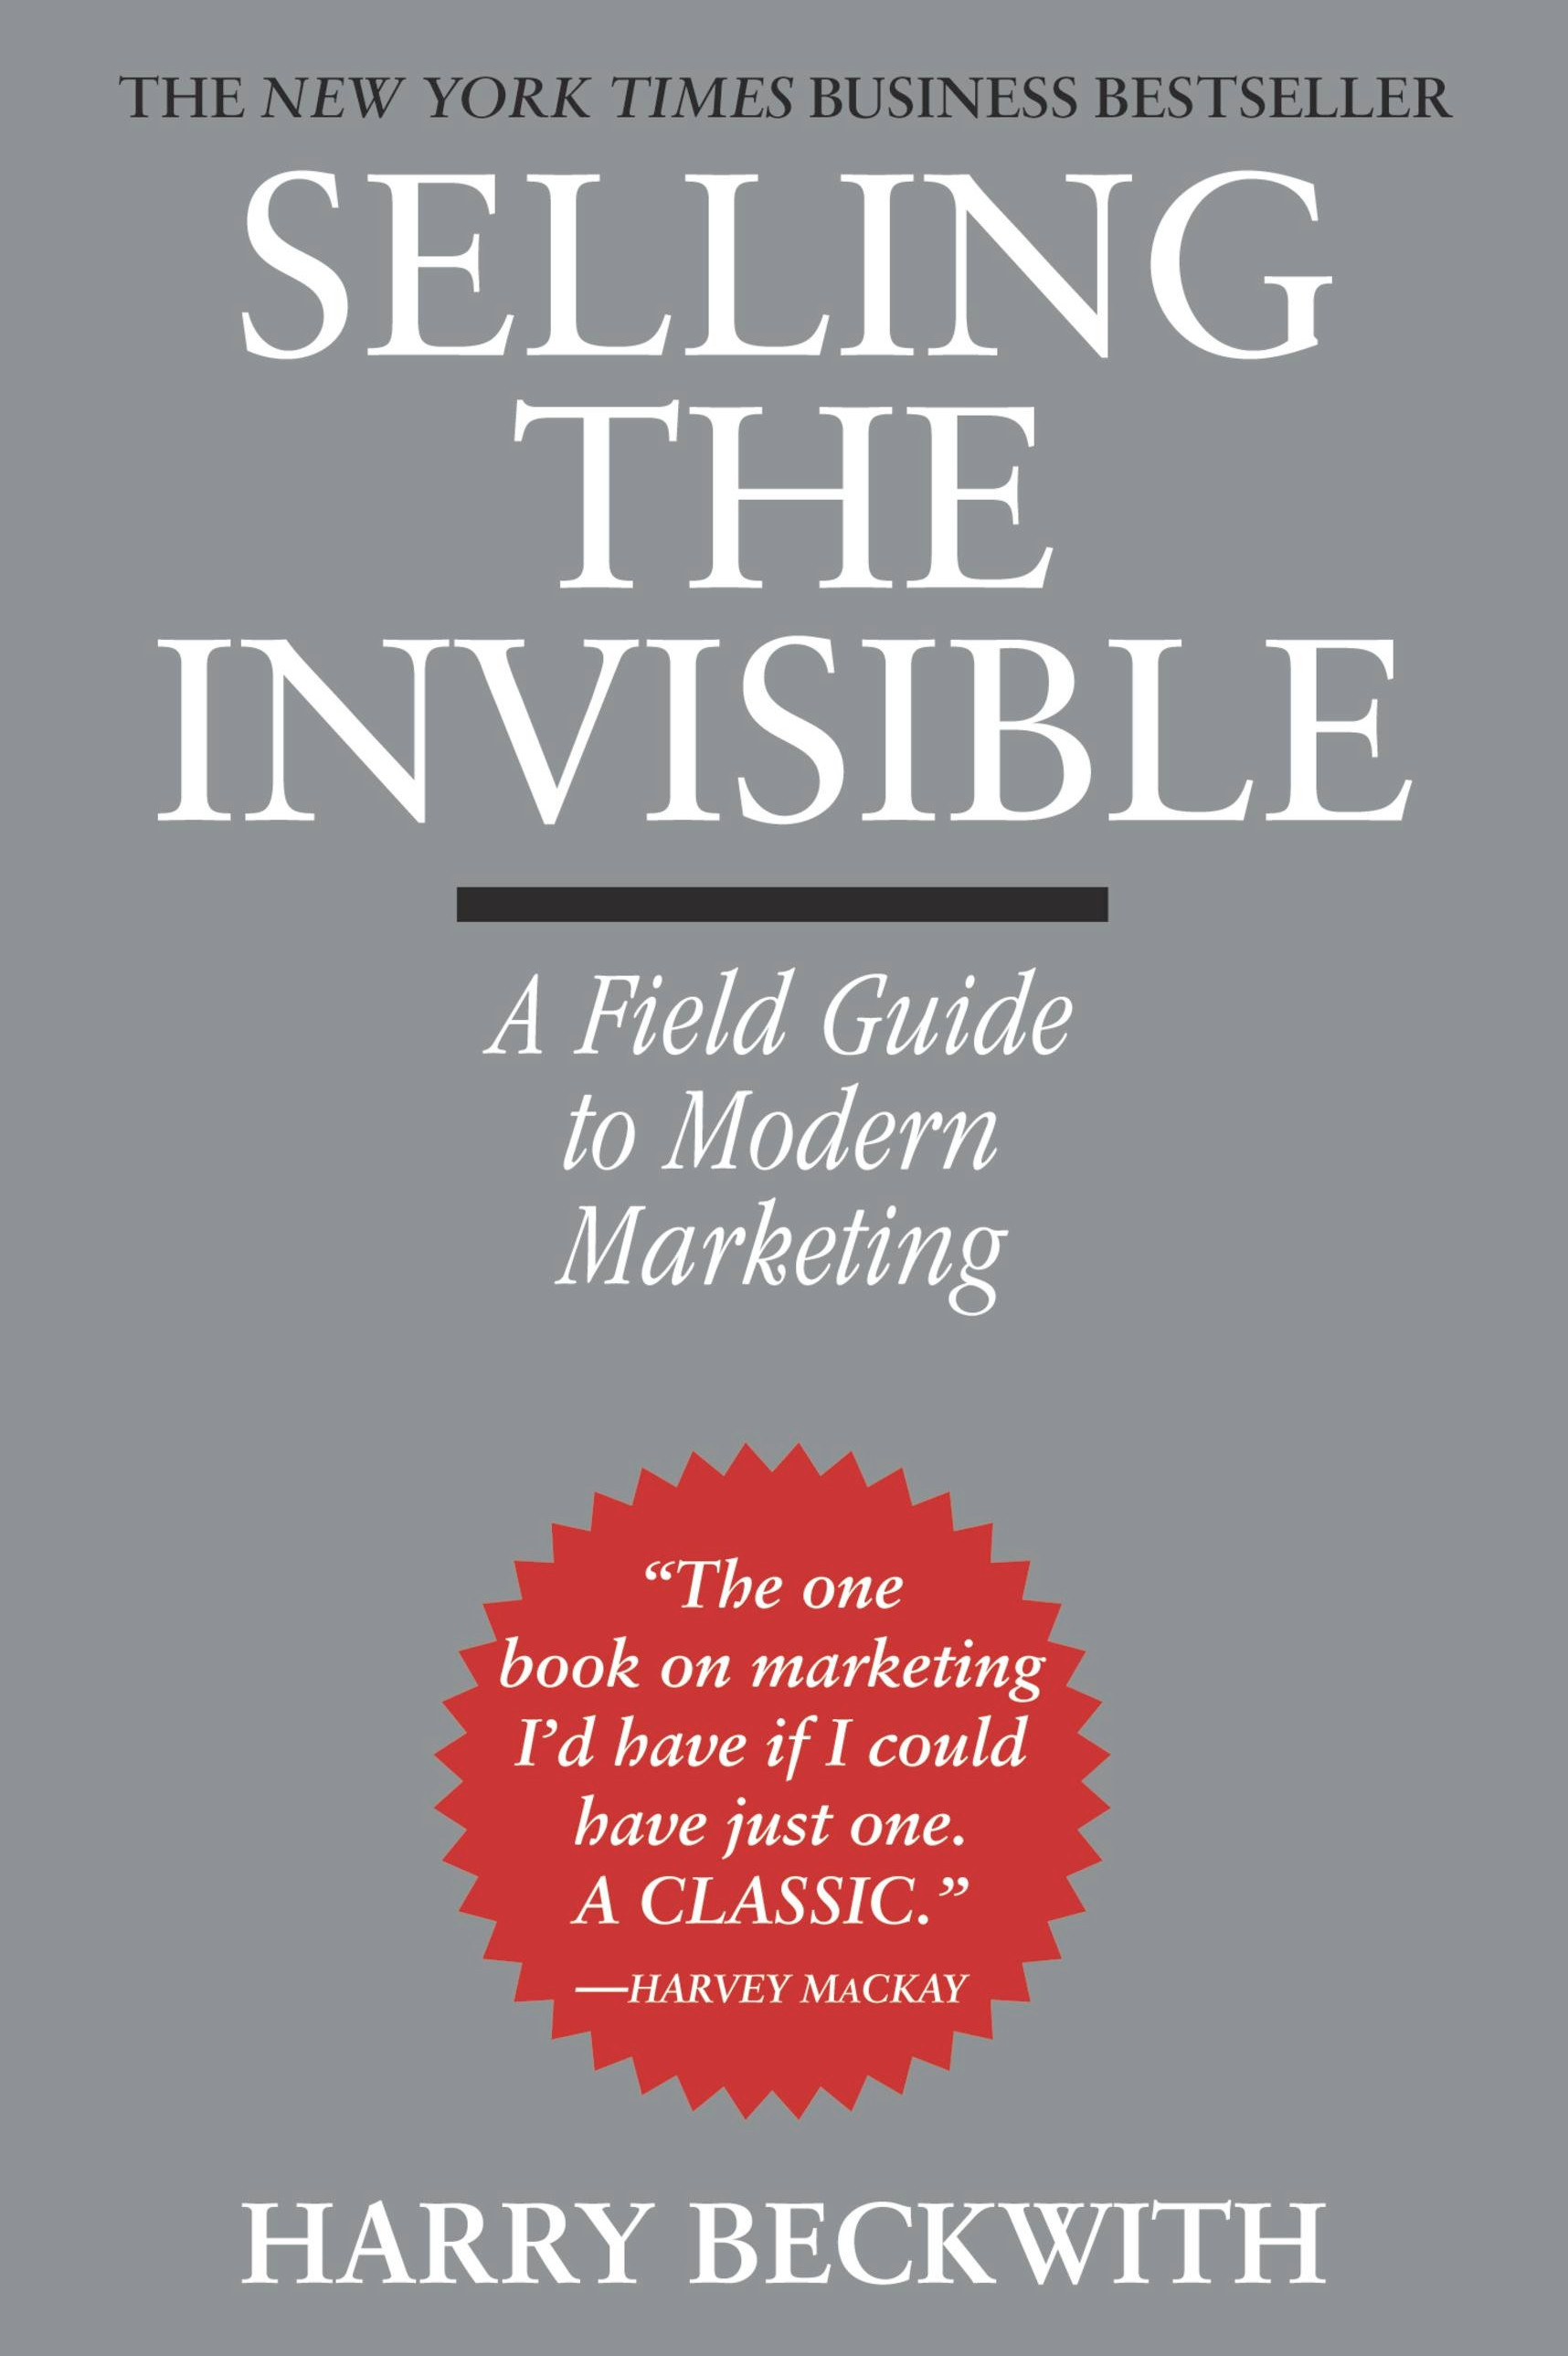 THE NEW YORK TIMES BUSINESS BESTSELLER
SELLING
THE
INVISIBLE
A Field Guide
to Modern
Marketing
“The one
book on marketing
I’d have if I could
have just one.
A CLASSIC.”
—HARVEY MACKAY
HARRY BECKWITH